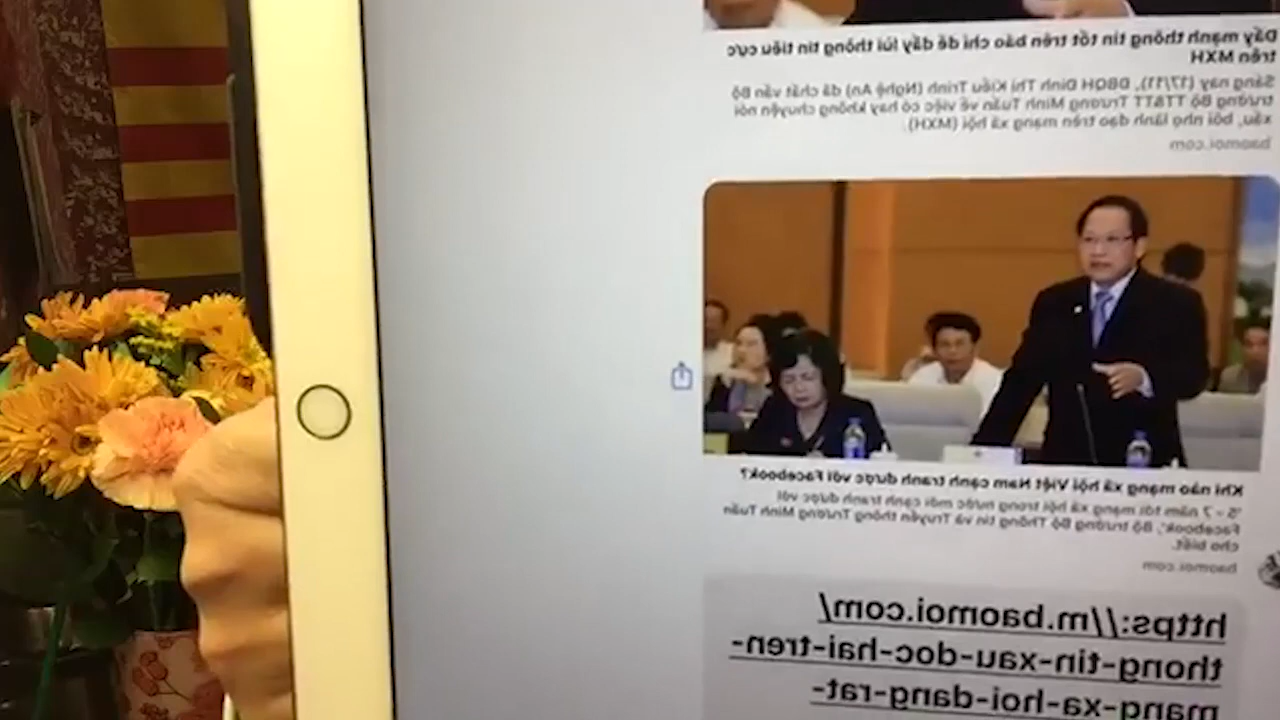 Đẩy mạnh thông tin tốt trên báo chí để đẩy lùi thông tin tiêu cực
trên MXH
Sáng nay (17/11), ĐBQH Đinh Thị Kiều Trinh (Nghệ An) đã chất vấn Bộ
trưởng Bộ TT&TT Trương Minh Tuấn về việc có hay không chuyện nói
xấu, bôi nhọ lãnh đạo trên mạng xã hội (MXH).
baomoi.com
Khi nào mạng xã hội Việt Nam cạnh tranh được với Facebook?
'5 - 7 năm tới mạng xã hội trong nước mới cạnh tranh được với
Facebook', Bộ trưởng Bộ Thông tin và Truyền thông Trương Minh Tuấn
cho biết.
baomoi.com
https://m.baomoi.com/
thong-tin-xau-doc-hai-tren-
mang-xa-hoi-dang-rat-